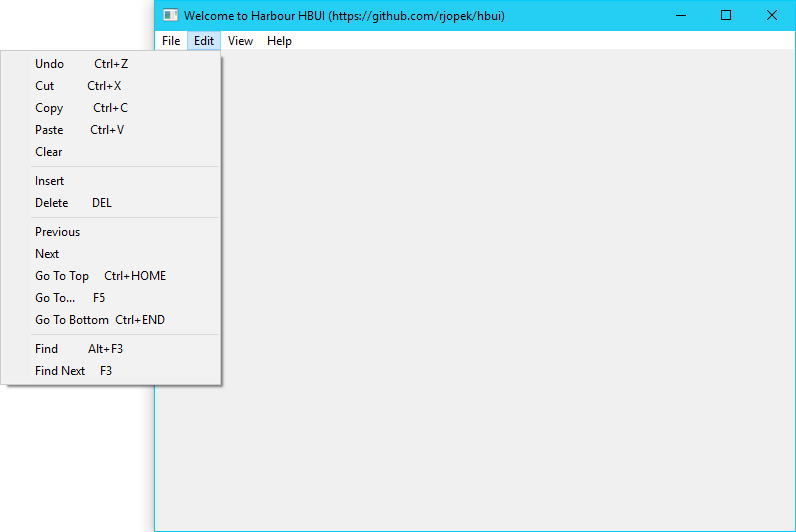 Welcome to Harbour HBUI (https://github.com/rjopek/hbui)
File Edit View Help
Undo Ctrl+Z
Cut Ctrl+X
Copy Ctrl+C
Paste Ctrl+V
Clear
Insert
Delete DEL
Previous
Next
Go To Top Ctrl+HOME
Go To... F5
Go To Bottom Ctrl+END
Find Alt+F3
Find Next F3